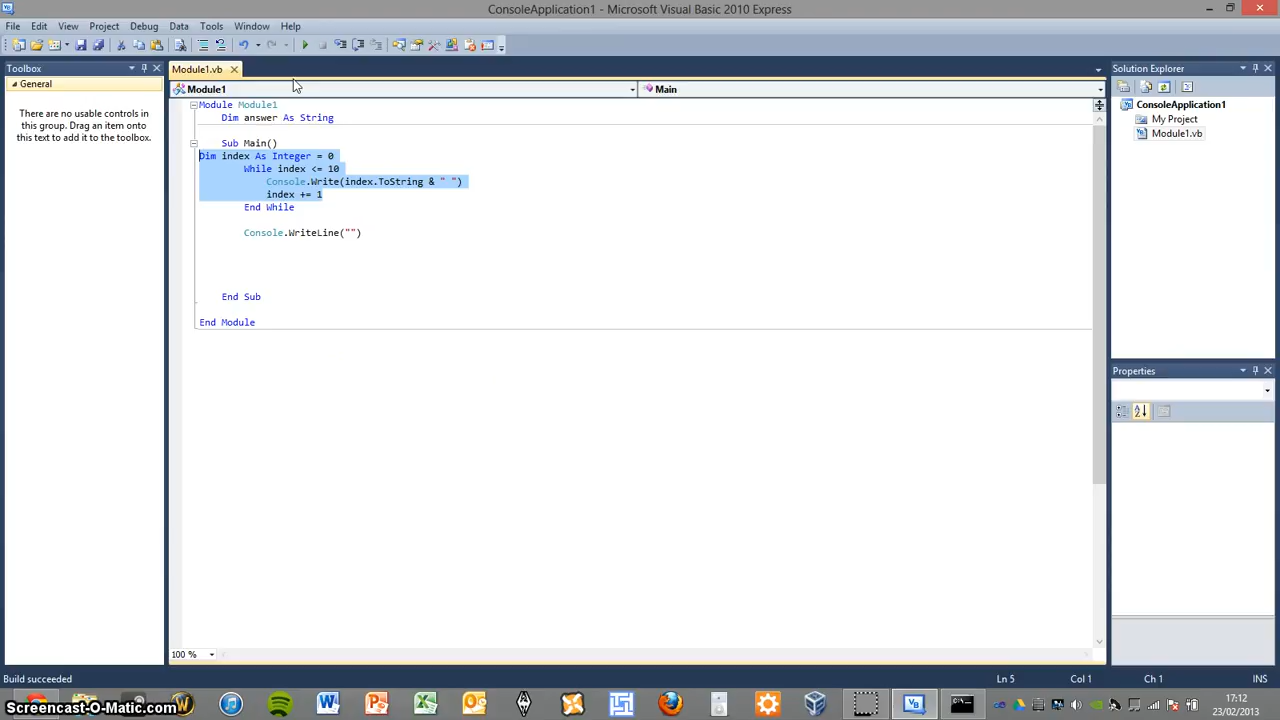 ConsoleApplication1 - Microsoft Visual Basic 2010 Express
File Edit View Project Debug Data Tools Window Help
Toolbox
General
There are no usable controls in
this group. Drag an item onto
this text to add it to the toolbox.
Module1.vb
Module1
Main
Module Module1
Dim answer As String
Sub Main()
Dim index As Integer = 0
While index <= 10
Console.Write(index.ToString & " ")
index += 1
End While
Console.WriteLine("")
End Sub
End Module
100 %
Solution Explorer
ConsoleApplication1
My Project
Module1.vb
Properties
Build succeeded
Ln 5
Col 1
Ch 1
INS
Screencast-O-Matic.com
17:12
23/02/2013